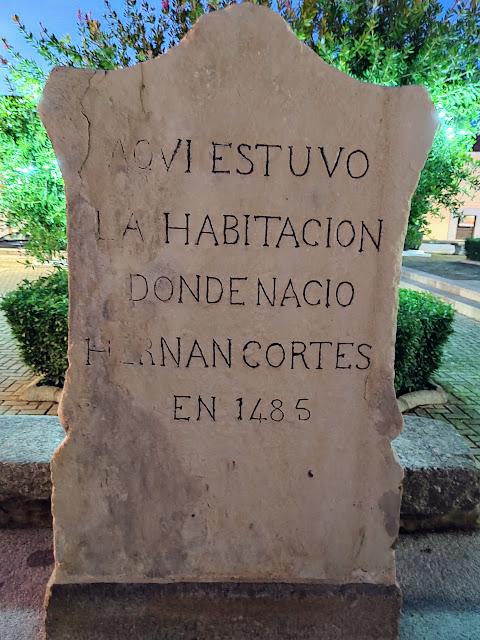 AQVI ESTUVO
LA HABITACION
DONDE NACIO
HERNAN CORTES
EN 1485